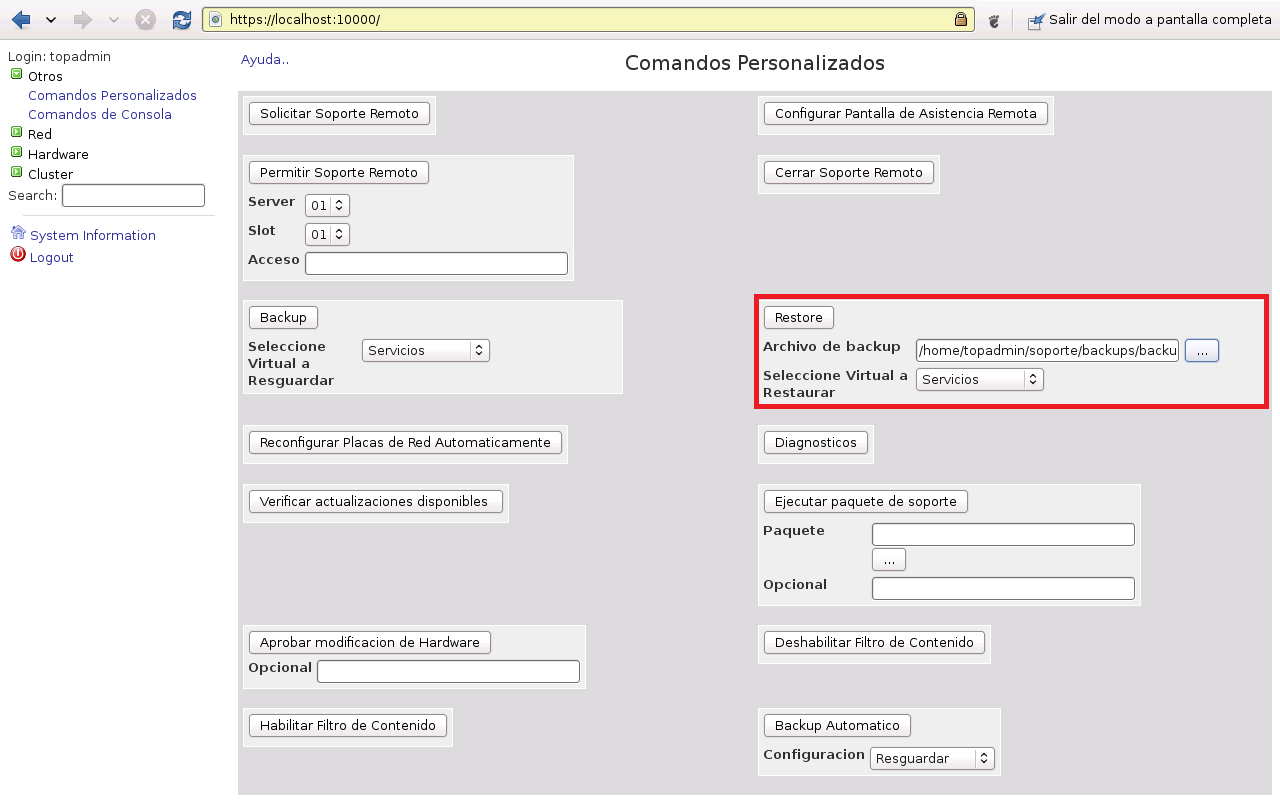 https://localhost:10000/
Salir del modo a pantalla completa
Login: topadmin
Otros
Comandos Personalizados
Comandos de Consola
Red
Hardware
Cluster
Search:
System Information
Logout
Ayuda..
Comandos Personalizados
Solicitar Soporte Remoto
Configurar Pantalla de Asistencia Remota
Permitir Soporte Remoto
Server 01
Slot 01
Acceso
Cerrar Soporte Remoto
Backup
Seleccione
Virtual a
Resguardar
Servicios
Restore
Archivo de backup /home/topadmin/soporte/backups/backu ...
Seleccione Virtual a
Restaurar
Servicios
Reconfigurar Placas de Red Automaticamente
Diagnosticos
Verificar actualizaciones disponibles
Ejecutar paquete de soporte
Paquete
...
Opcional
Aprobar modificacion de Hardware
Opcional
Deshabilitar Filtro de Contenido
Habilitar Filtro de Contenido
Backup Automatico
Configuracion Resguardar